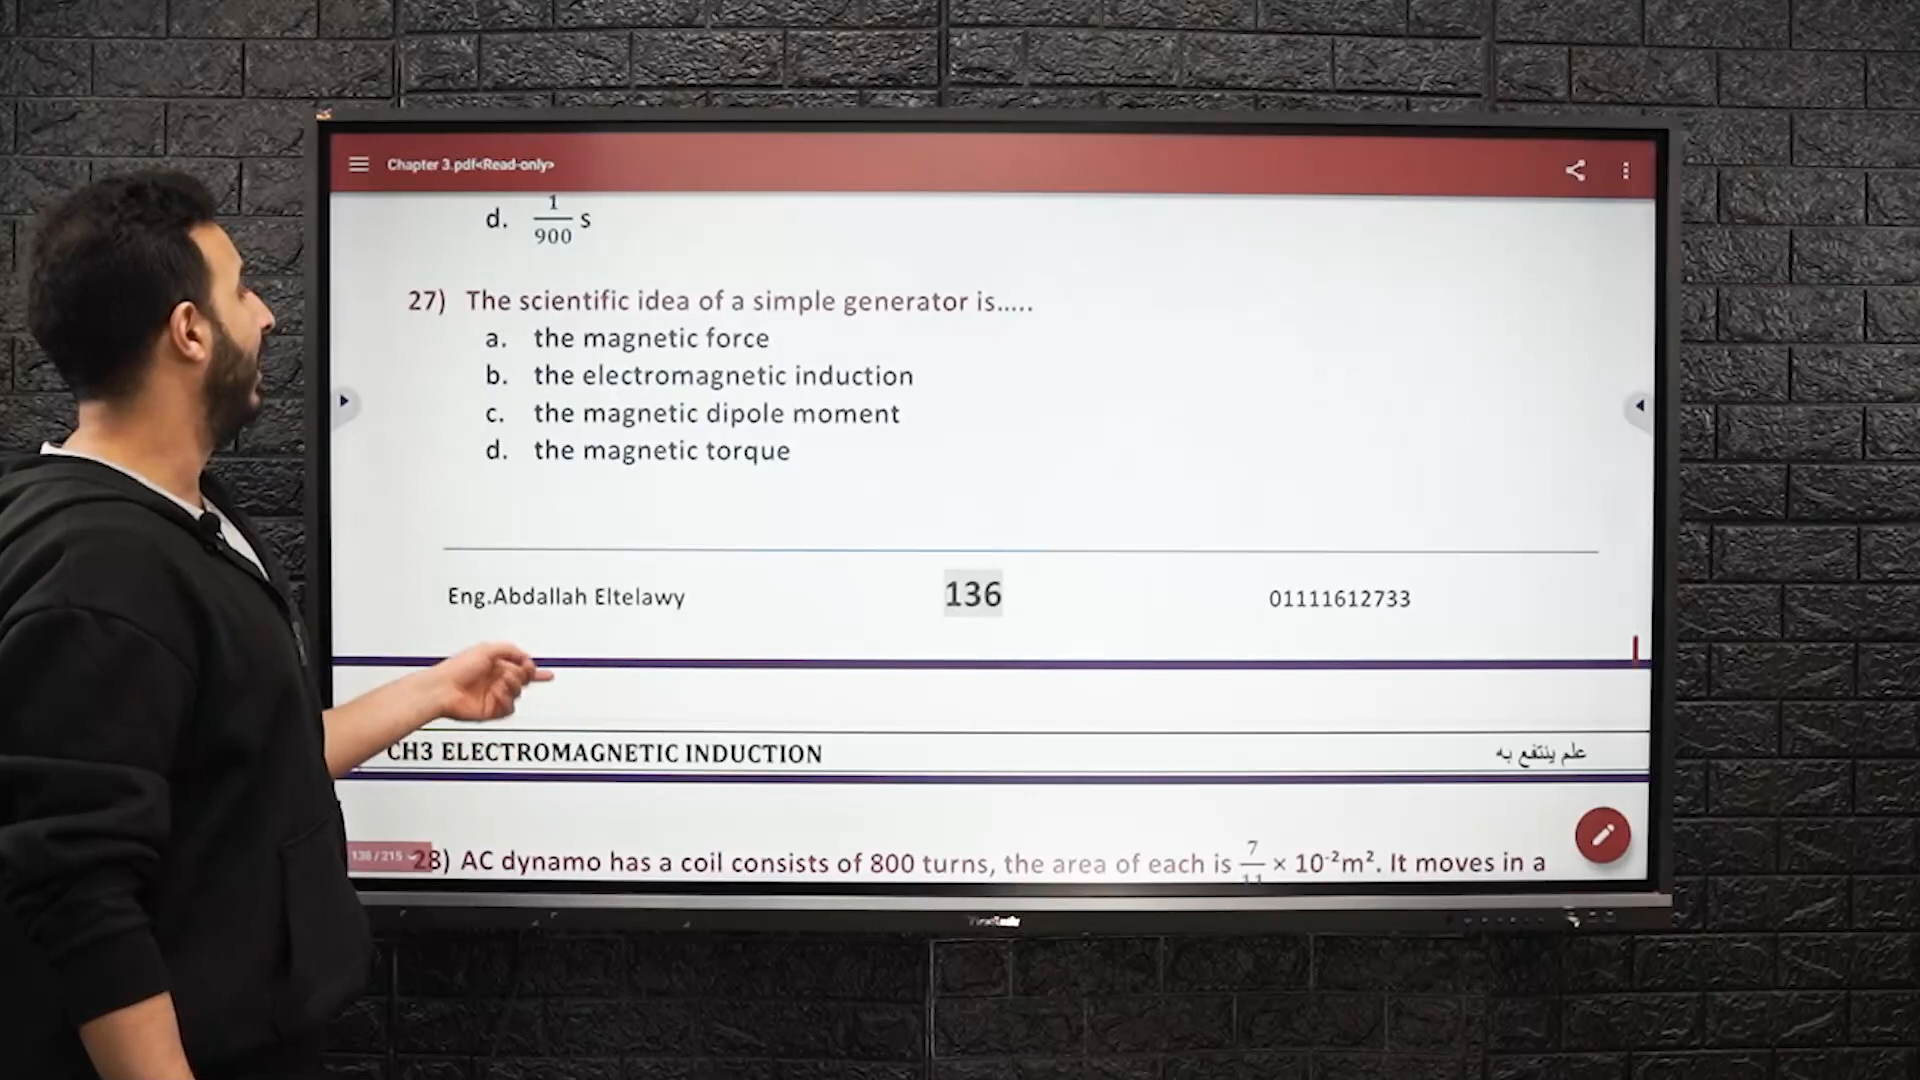 Chapter 3.pdf<Read-only>
d. 1/900 s
27) The scientific idea of a simple generator is.....
a. the magnetic force
b. the electromagnetic induction
c. the magnetic dipole moment
d. the magnetic torque
Eng.Abdallah Eltelawy 136 01111612733
CH3 ELECTROMAGNETIC INDUCTION علم ينتفع به
138 / 215
28) AC dynamo has a coil consists of 800 turns, the area of each is 7/11 × 10⁻²m². It moves in a
ViewSonic